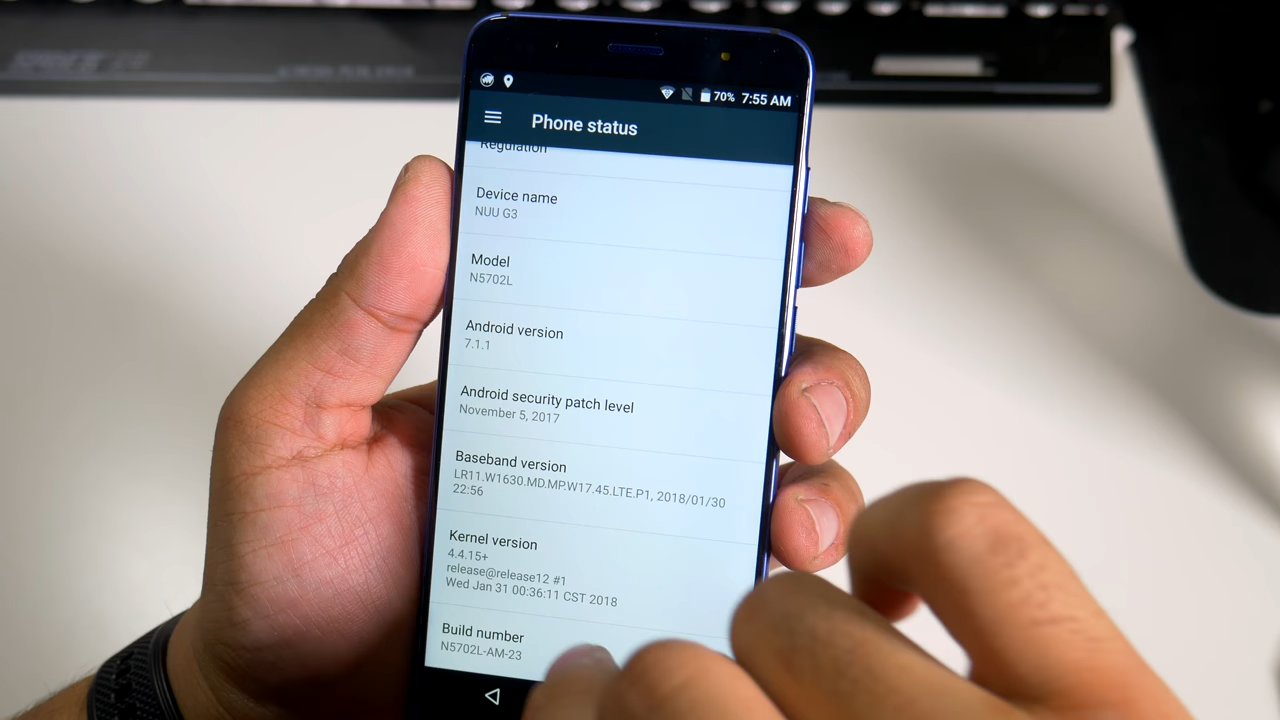 70% 7:55 AM
Phone status
Regulation
Device name
NUU G3
Model
N5702L
Android version
7.1.1
Android security patch level
November 5, 2017
Baseband version
LR11.W1630.MD.MP.W17.45.LTE.P1, 2018/01/30
22:56
Kernel version
4.4.15+
release@release12 #1
Wed Jan 31 00:36:11 CST 2018
Build number
N5702L-AM-23